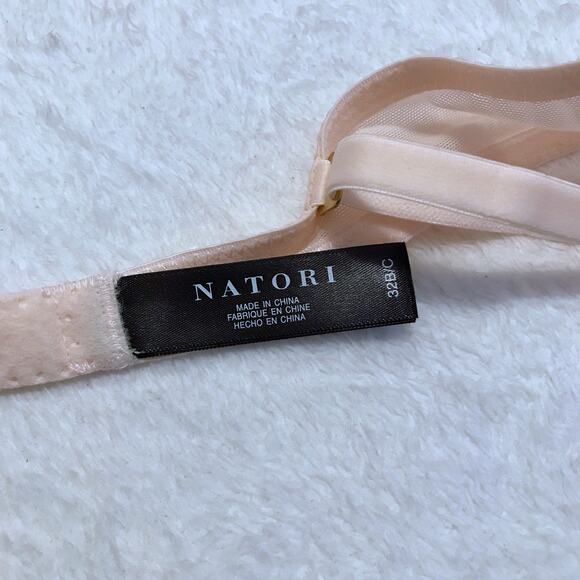 NATORI
MADE IN CHINA
FABRIQUE EN CHINE
HECHO EN CHINA
32B/C